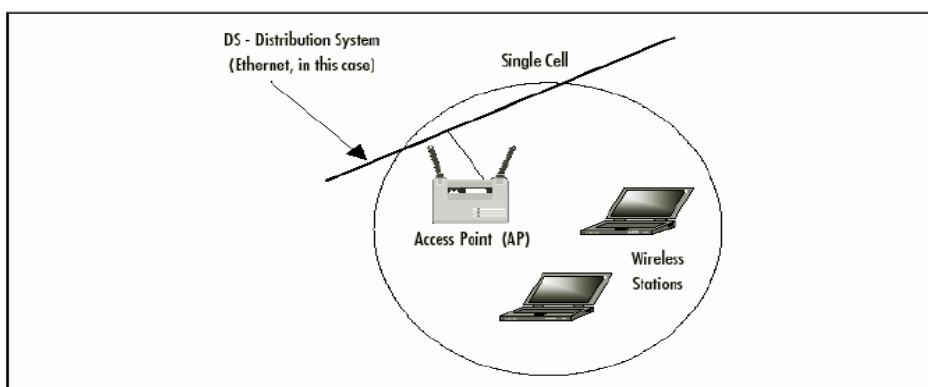 DS - Distribution System
(Ethernet, in this case)
Single Cell
Access Point (AP)
Wireless
Stations